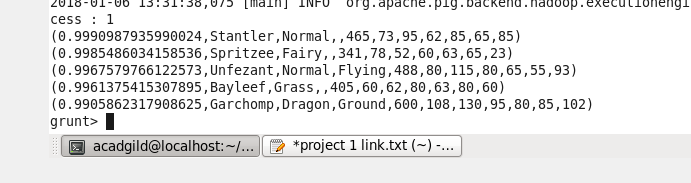 2018-01-06 13:31:38,075 [main] INFO org.apache.pig.backend.hadoop.executionengi
cess : 1
(0.9990987935990024,Stantler,Normal,,465,73,95,62,85,65,85)
(0.9985486034158536,Spritzee,Fairy,,341,78,52,60,63,65,23)
(0.9967579766122573,Unfezant,Normal,Flying,488,80,115,80,65,55,93)
(0.9961375415307895,Bayleef,Grass,,405,60,62,80,63,80,60)
(0.9905862317908625,Garchomp,Dragon,Ground,600,108,130,95,80,85,102)
grunt>
acadgild@localhost:~/... *project 1 link.txt (~) -...